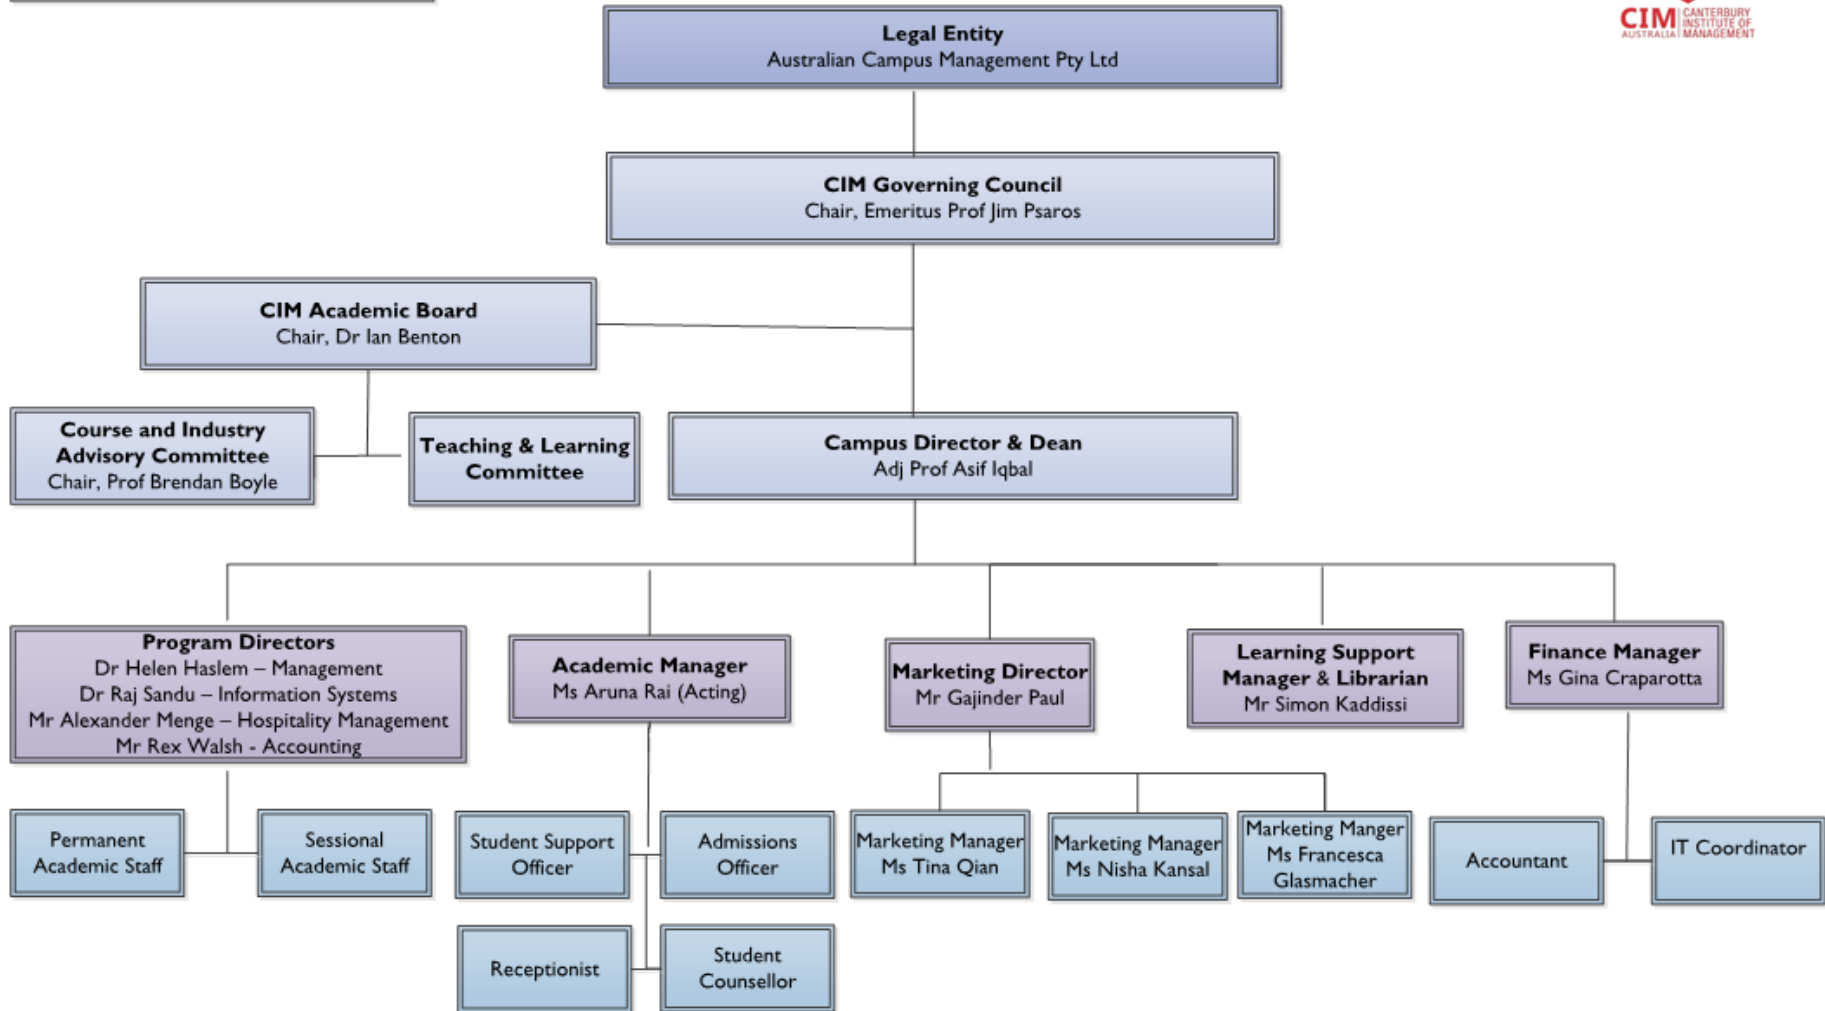 CIM
AUSTRALIA
CANTERBURY
INSTITUTE OF
MANAGEMENT
Legal Entity
Australian Campus Management Pty Ltd
CIM Governing Council
Chair, Emeritus Prof Jim Psaros
CIM Academic Board
Chair, Dr Ian Benton
Course and Industry
Advisory Committee
Chair, Prof Brendan Boyle
Teaching & Learning
Committee
Campus Director & Dean
Adj Prof Asif Iqbal
Program Directors
Dr Helen Haslem – Management
Dr Raj Sandu – Information Systems
Mr Alexander Menge – Hospitality Management
Mr Rex Walsh - Accounting
Academic Manager
Ms Aruna Rai (Acting)
Marketing Director
Mr Gajinder Paul
Learning Support
Manager & Librarian
Mr Simon Kaddissi
Finance Manager
Ms Gina Craparotta
Permanent
Academic Staff
Sessional
Academic Staff
Student Support
Officer
Admissions
Officer
Marketing Manager
Ms Tina Qian
Marketing Manager
Ms Nisha Kansal
Marketing Manger
Ms Francesca
Glasmacher
Accountant
IT Coordinator
Receptionist
Student
Counsellor